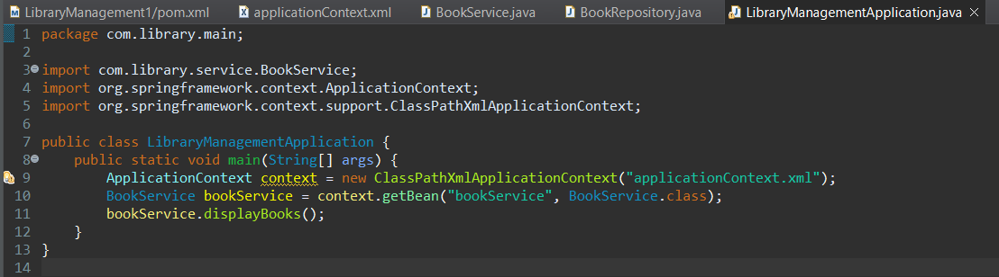 LibraryManagement1/pom.xml applicationContext.xml BookService.java BookRepository.java LibraryManagementApplication.java
1 package com.library.main;
2
3 import com.library.service.BookService;
4 import org.springframework.context.ApplicationContext;
5 import org.springframework.context.support.ClassPathXmlApplicationContext;
6
7 public class LibraryManagementApplication {
8 public static void main(String[] args) {
9 ApplicationContext context = new ClassPathXmlApplicationContext("applicationContext.xml");
10 BookService bookService = context.getBean("bookService", BookService.class);
11 bookService.displayBooks();
12 }
13 }
14